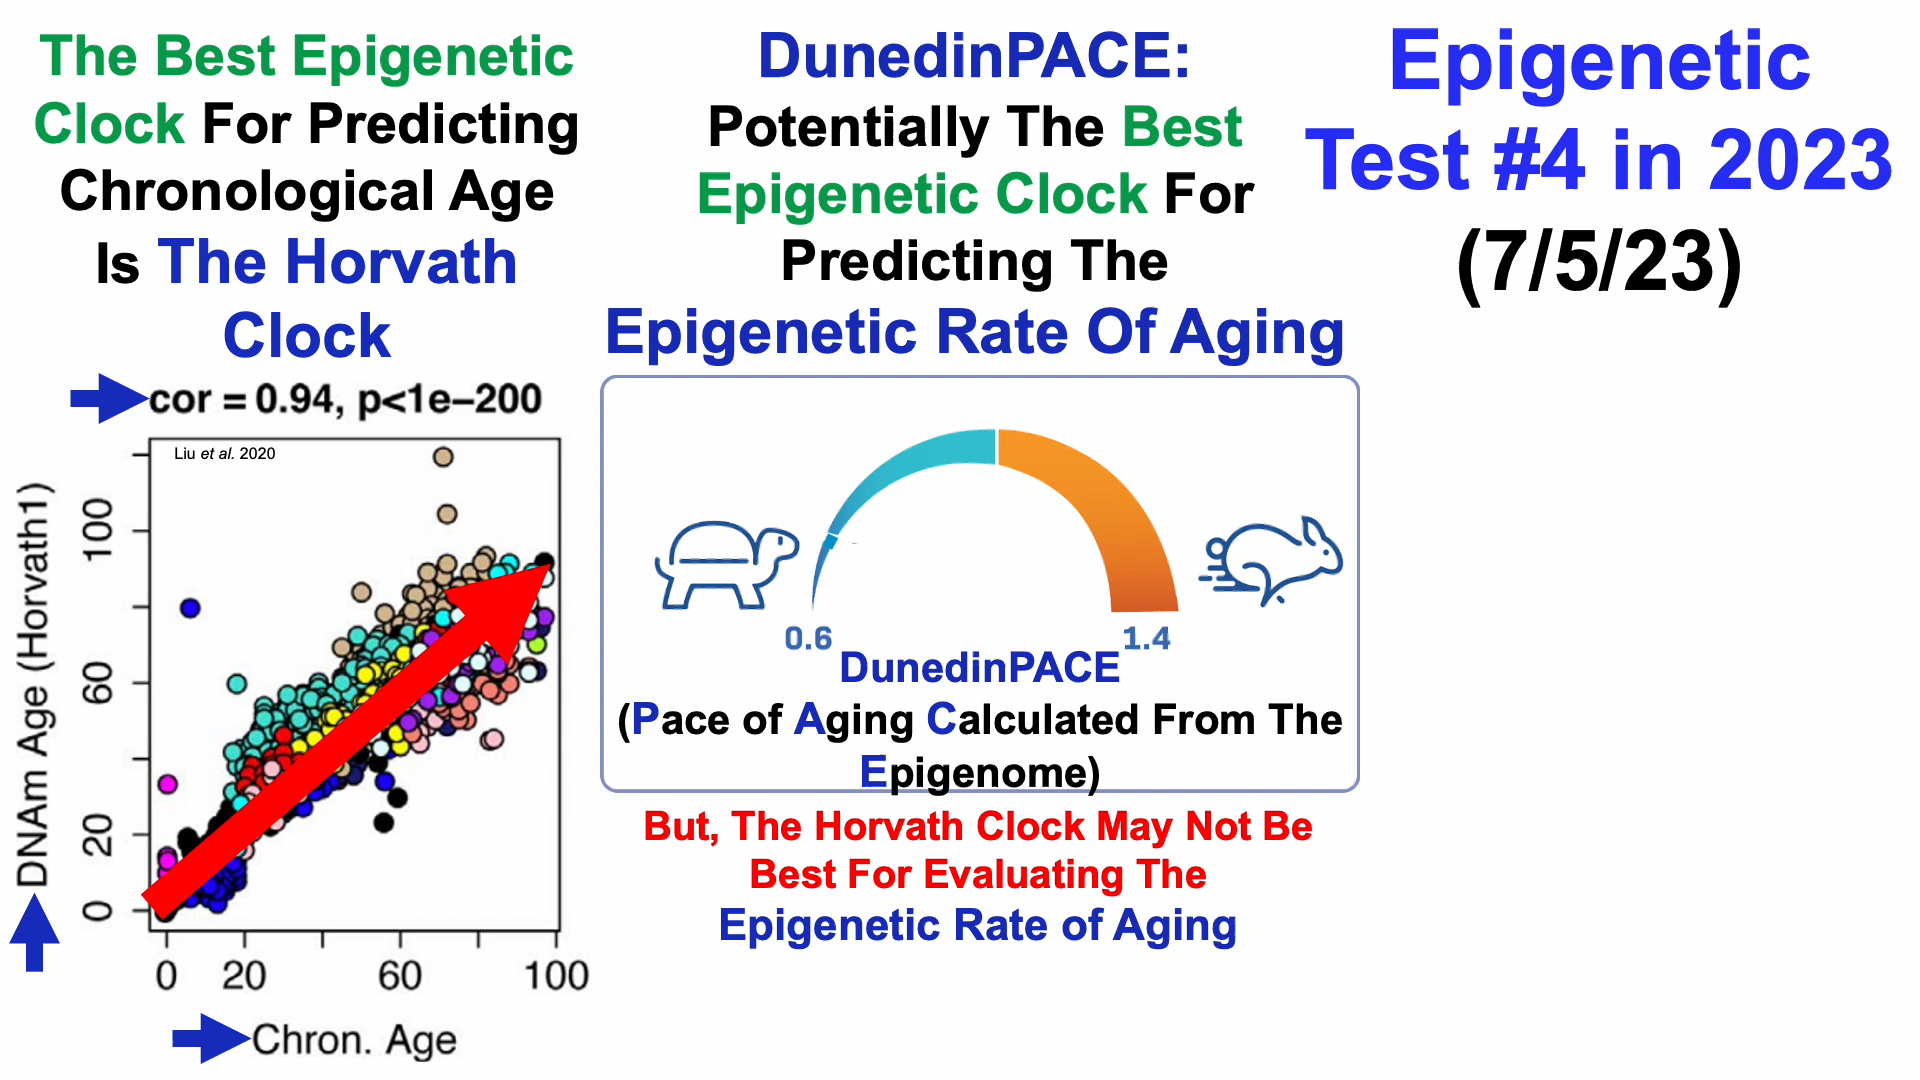 The Best Epigenetic
Clock For Predicting
Chronological Age
Is The Horvath
Clock
cor = 0.94, p<1e−200
Liu et al. 2020
DNAm Age (Horvath1)
100
60
20
0
0 20 60 100
Chron. Age
DunedinPACE:
Potentially The Best
Epigenetic Clock For
Predicting The
Epigenetic Rate Of Aging
0.6 1.4
DunedinPACE
(Pace of Aging Calculated From The
Epigenome)
But, The Horvath Clock May Not Be
Best For Evaluating The
Epigenetic Rate of Aging
Epigenetic
Test #4 in 2023
(7/5/23)